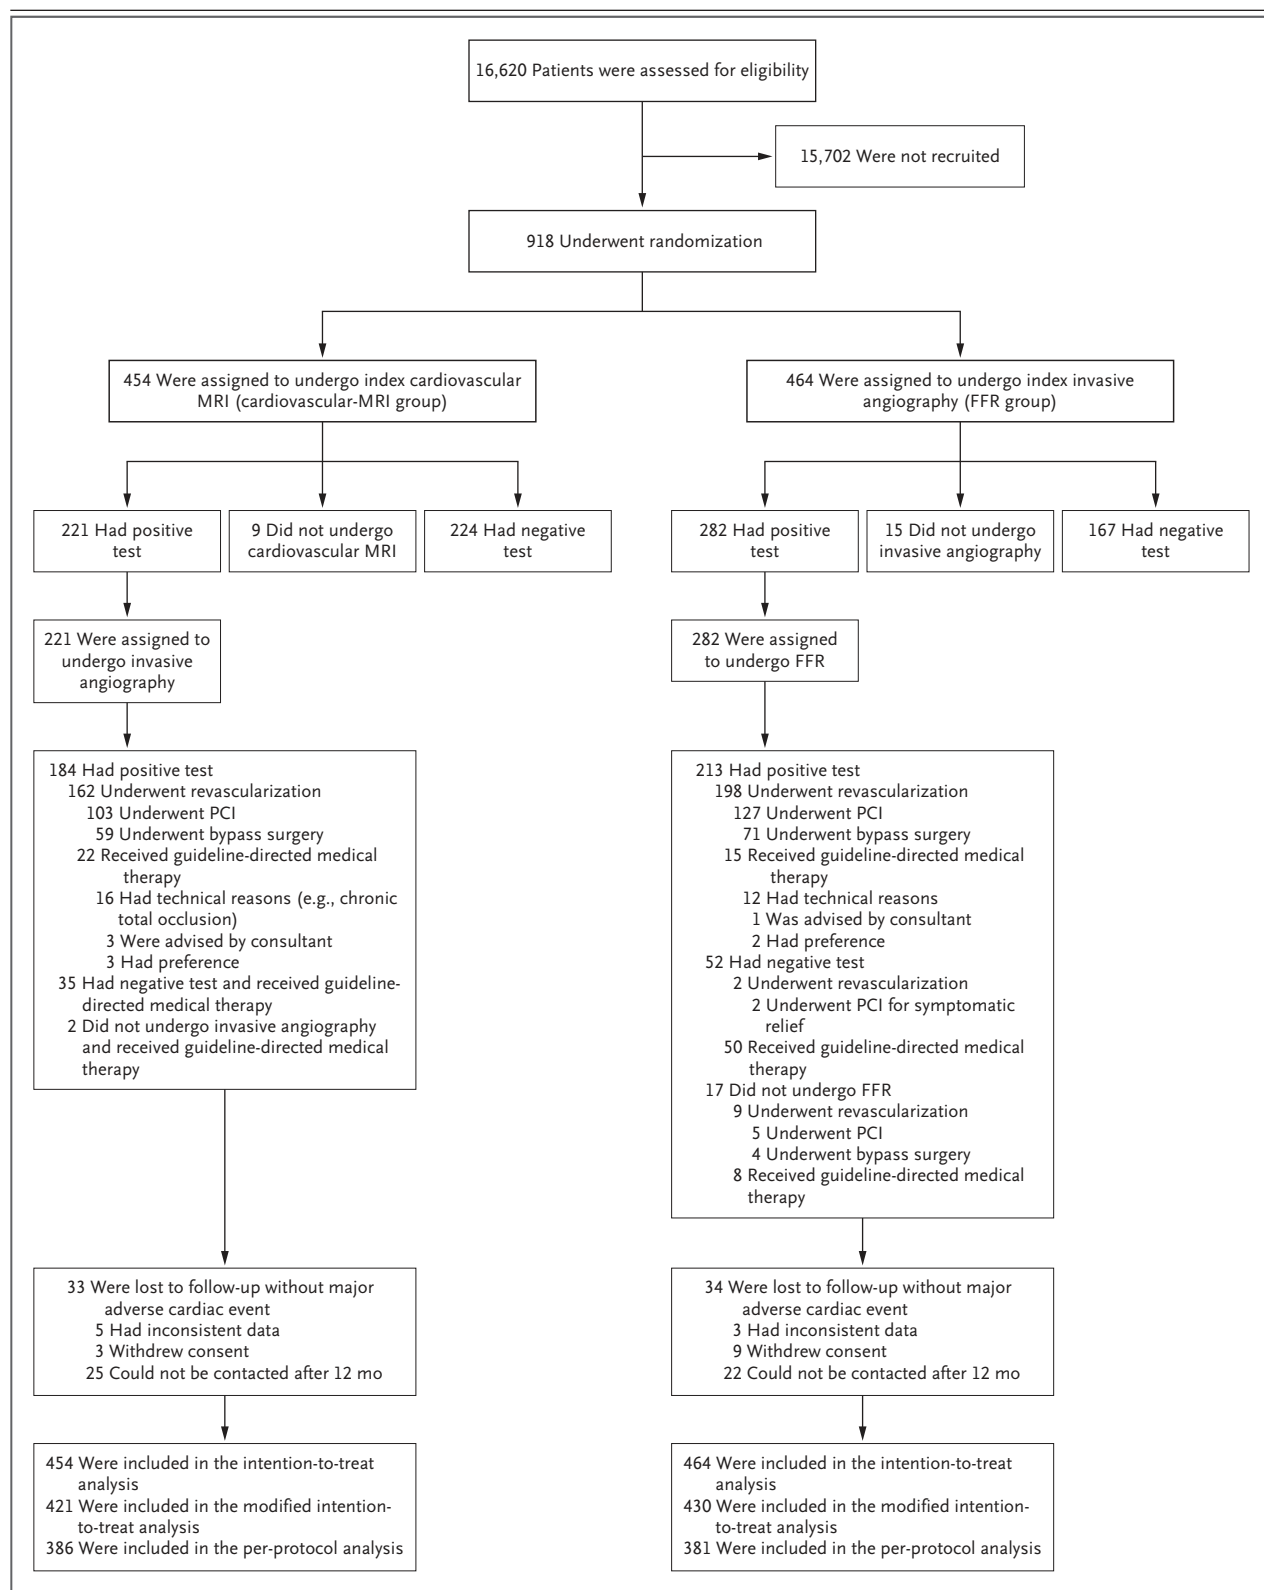 16,620 Patients were assessed for eligibility
15,702 Were not recruited
918 Underwent randomization
454 Were assigned to undergo index cardiovascular
MRI (cardiovascular-MRI group)
464 Were assigned to undergo index invasive
angiography (FFR group)
221 Had positive
test
9 Did not undergo
cardiovascular MRI
224 Had negative
test
282 Had positive
test
15 Did not undergo
invasive angiography
167 Had negative
test
221 Were assigned to
undergo invasive
angiography
282 Were assigned
to undergo FFR
184 Had positive test
162 Underwent revascularization
103 Underwent PCI
59 Underwent bypass surgery
22 Received guideline-directed medical
therapy
16 Had technical reasons (e.g., chronic
total occlusion)
3 Were advised by consultant
3 Had preference
35 Had negative test and received guideline-
directed medical therapy
2 Did not undergo invasive angiography
and received guideline-directed medical
therapy
213 Had positive test
198 Underwent revascularization
127 Underwent PCI
71 Underwent bypass surgery
15 Received guideline-directed medical
therapy
12 Had technical reasons
1 Was advised by consultant
2 Had preference
52 Had negative test
2 Underwent revascularization
2 Underwent PCI for symptomatic
relief
50 Received guideline-directed medical
therapy
17 Did not undergo FFR
9 Underwent revascularization
5 Underwent PCI
4 Underwent bypass surgery
8 Received guideline-directed medical
therapy
33 Were lost to follow-up without major
adverse cardiac event
5 Had inconsistent data
3 Withdrew consent
25 Could not be contacted after 12 mo
34 Were lost to follow-up without major
adverse cardiac event
3 Had inconsistent data
9 Withdrew consent
22 Could not be contacted after 12 mo
454 Were included in the intention-to-treat
analysis
421 Were included in the modified intention-
to-treat analysis
386 Were included in the per-protocol analysis
464 Were included in the intention-to-treat
analysis
430 Were included in the modified intention-
to-treat analysis
381 Were included in the per-protocol analysis